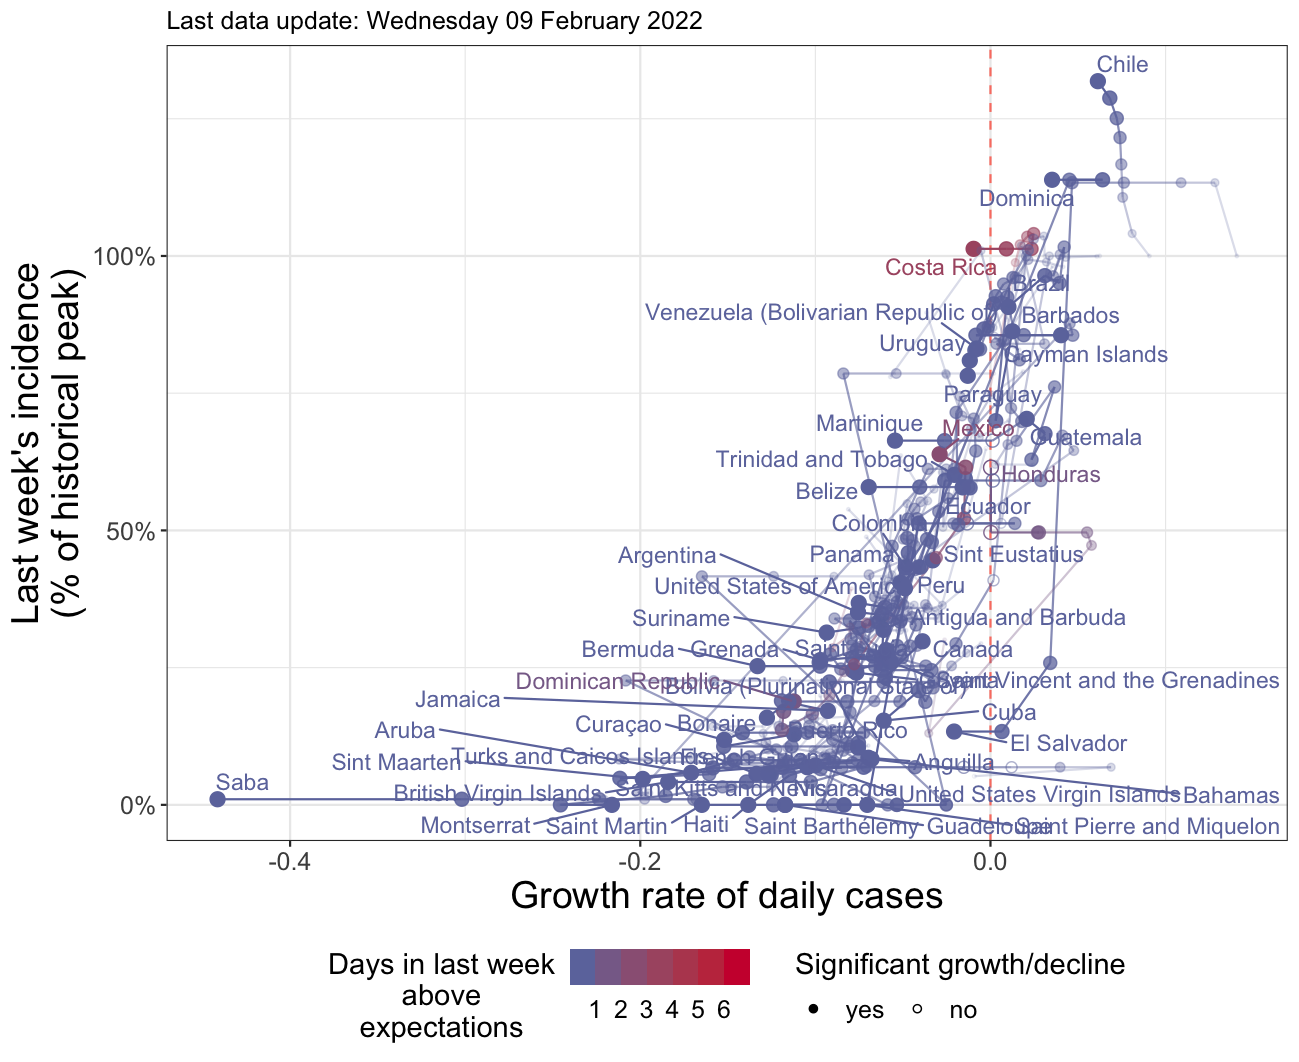 Last data update: Wednesday 09 February 2022
Last week's incidence
(% of historical peak)
100%
50%
0%
Chile
Dominica
Costa Rica
Brazil
Venezuela (Bolivarian Republic of)
Barbados
Uruguay
Cayman Islands
Paraguay
Martinique
Mexico
Guatemala
Trinidad and Tobago
Honduras
Belize
Ecuador
Colombia
Argentina
Panama
Sint Eustatius
United States of America
Peru
Suriname
Antigua and Barbuda
Bermuda
Grenada
Saint
Canada
Dominican Republic
Bolivia (Plurinational State of)
Guyana
Saint Vincent and the Grenadines
Jamaica
Cuba
Curaçao
Bonaire
Puerto Rico
Aruba
El Salvador
Sint Maarten
Turks and Caicos Islands
French Guiana
Anguilla
Saba
British Virgin Islands
Saint Kitts and Nevis
Nicaragua
United States Virgin Islands
Bahamas
Montserrat
Saint Martin
Haiti
Saint Barthélemy
Guadeloupe
Saint Pierre and Miquelon
-0.4
-0.2
0.0
Growth rate of daily cases
Days in last week
above
expectations
1 2 3 4 5 6
Significant growth/decline
yes
no